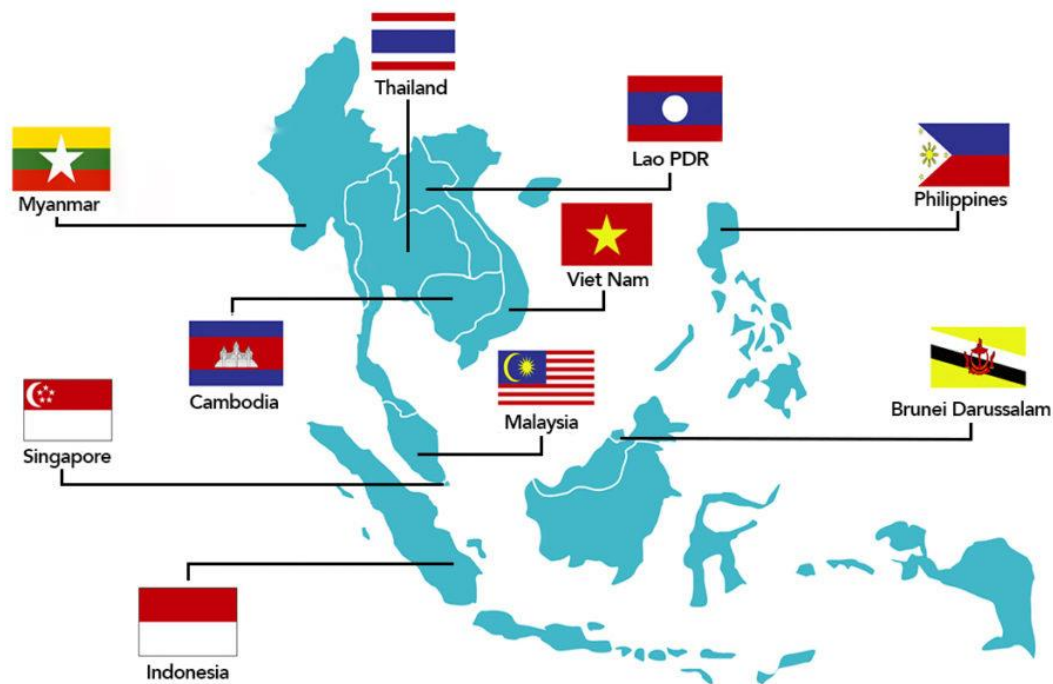 Thailand
Lao PDR
Myanmar
Philippines
Viet Nam
Cambodia
Malaysia
Brunei Darussalam
Singapore
Indonesia